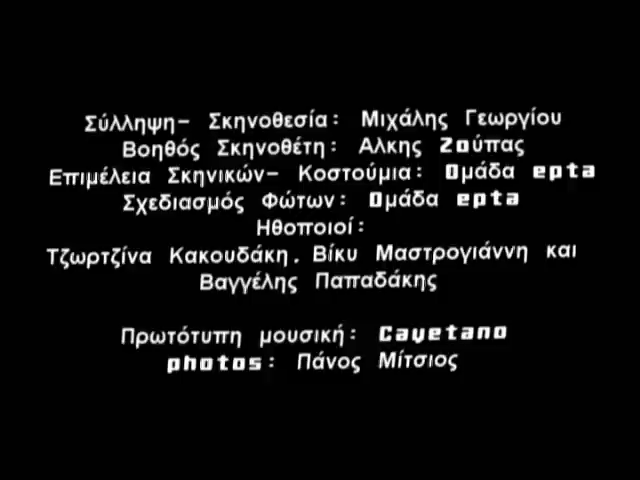 Σύλληψη- Σκηνοθεσία: Μιχάλης Γεωργίου
Βοηθός Σκηνοθέτη: Αλκης Ζούπας
Επιμέλεια Σκηνικών- Κοστούμια: Ομάδα epta
Σχεδιασμός Φώτων: Ομάδα epta
Ηθοποιοί:
Τζωρτζίνα Κακουδάκη, Βίκυ Μαστρογιάννη και
Βαγγέλης Παπαδάκης
Πρωτότυπη μουσική: Cayetano
photos: Πάνος Μίτσιος